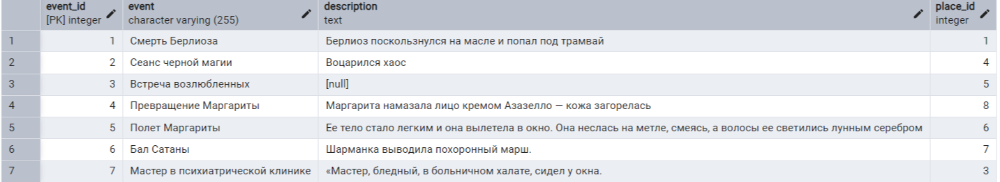 event_id event description place_id
[PK] integer character varying (255) text integer
1 1 Смерть Берлиоза Берлиоз поскользнулся на масле и попал под трамвай 1
2 2 Сеанс черной магии Воцарился хаос 4
3 3 Встреча возлюбленных [null] 5
4 4 Превращение Маргариты Маргарита намазала лицо кремом Азазелло — кожа загорелась 8
5 5 Полет Маргариты Ее тело стало легким и она вылетела в окно. Она неслась на метле, смеясь, а волосы ее светились лунным серебром 6
6 6 Бал Сатаны Шарманка выводила похоронный марш. 7
7 7 Мастер в психиатрической клинике «Мастер, бледный, в больничном халате, сидел у окна. 3